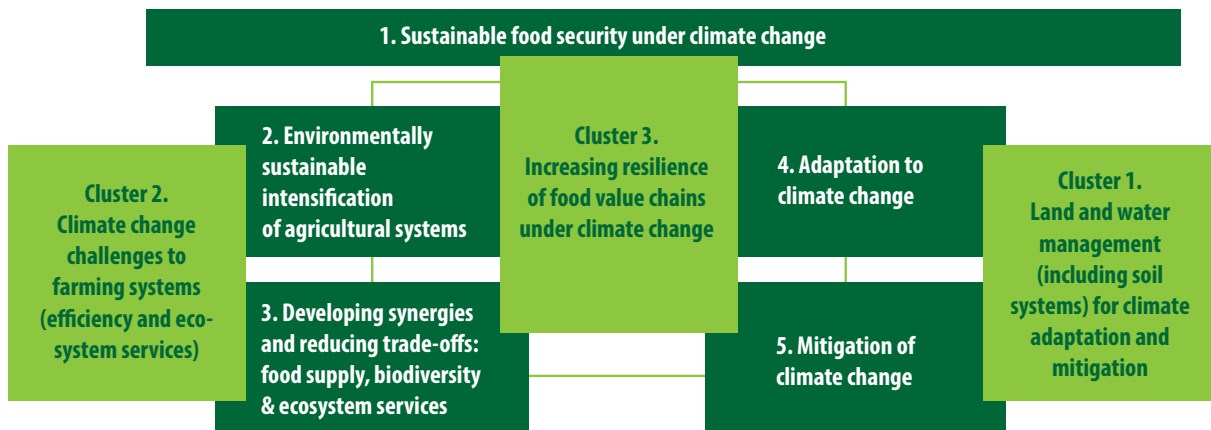 1. Sustainable food security under climate change
2. Environmentally
sustainable
intensification
of agricultural systems
Cluster 3.
Increasing resilience
of food value chains
under climate change
4. Adaptation to
climate change
Cluster 2.
Climate change
challenges to
farming systems
(efficiency and eco-
system services)
Cluster 1.
Land and water
management
(including soil
systems) for climate
adaptation and
mitigation
3. Developing synergies
and reducing trade-offs:
food supply, biodiversity
& ecosystem services
5. Mitigation of
climate change